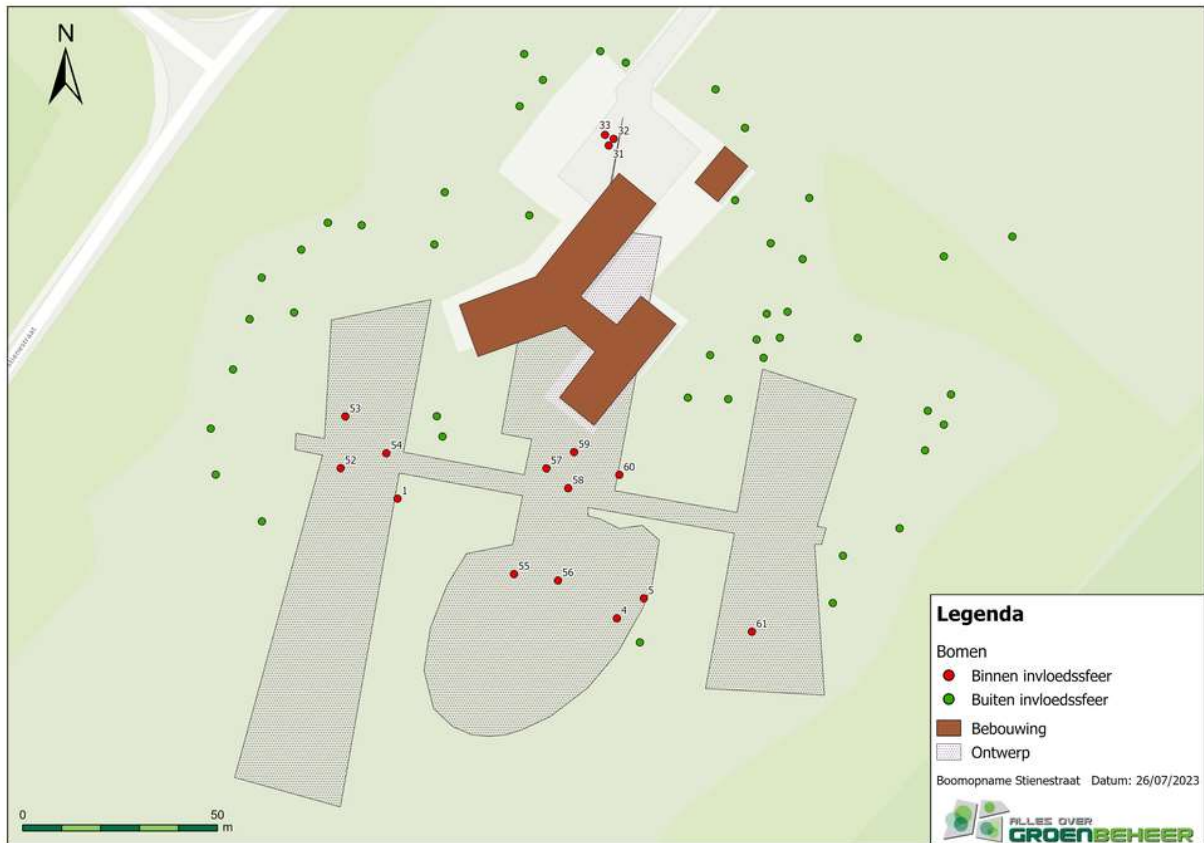 N
33
32
31
Stienestraat
53
54
59
52
57
60
58
1
55
56
5
4
61
Legenda
Bomen
Binnen invloedssfeer
Buiten invloedssfeer
Bebouwing
Ontwerp
Boomopname Stienestraat Datum: 26/07/2023
0 50
m
ALLES OVER
GROENBEHEER